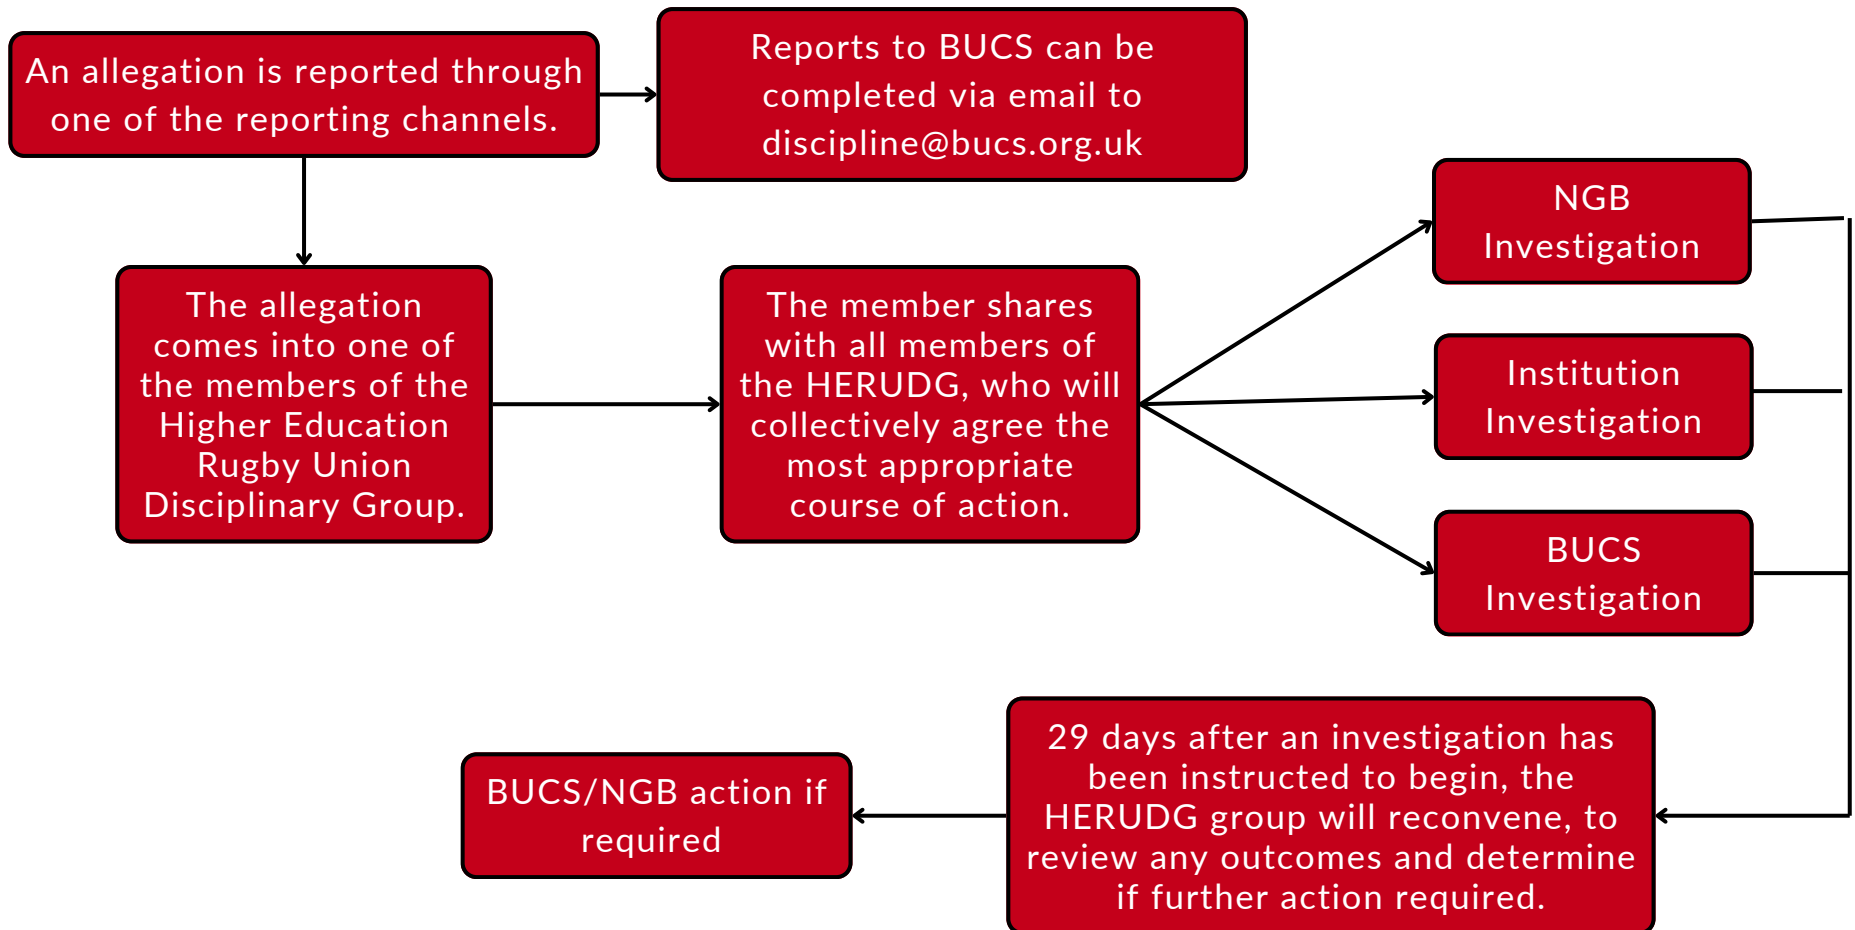 An allegation is reported through
one of the reporting channels.
Reports to BUCS can be
completed via email to
discipline@bucs.org.uk
The allegation
comes into one of
the members of the
Higher Education
Rugby Union
Disciplinary Group.
The member shares
with all members of
the HERUDG, who will
collectively agree the
most appropriate
course of action.
NGB
Investigation
Institution
Investigation
BUCS
Investigation
29 days after an investigation has
been instructed to begin, the
HERUDG group will reconvene, to
review any outcomes and determine
if further action required.
BUCS/NGB action if
required